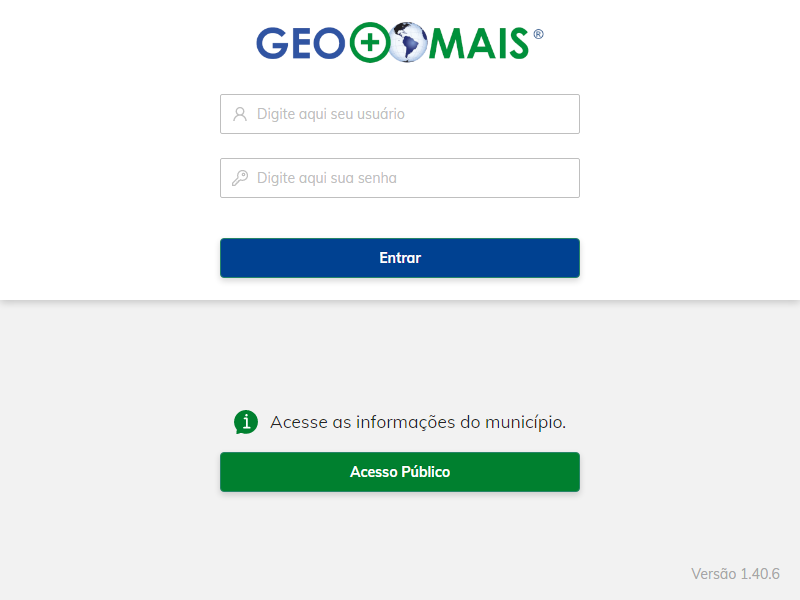 GEO+MAIS®
Digite aqui seu usuário
Digite aqui sua senha
Entrar
Acesse as informações do município.
Acesso Público
Versão 1.40.6